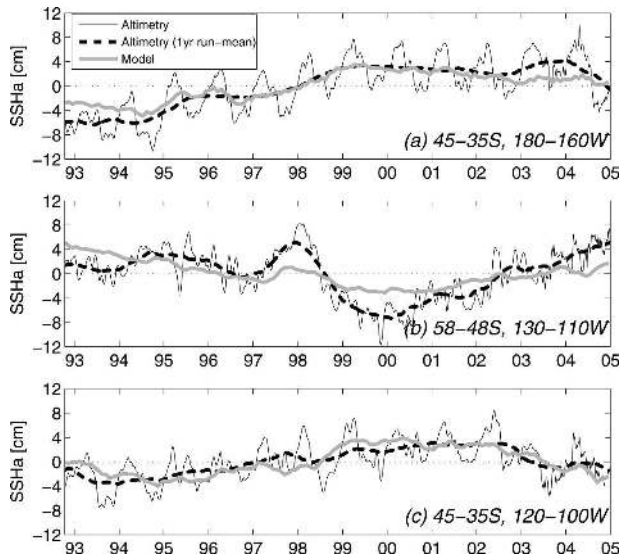 Altimetry
Altimetry (1yr run-mean)
Model
12
8
4
0
-4
-8
-12
SSHa [cm]
(a) 45-35S, 180-160W
93 94 95 96 97 98 99 00 01 02 03 04 05
12
8
4
0
-4
-8
-12
SSHa [cm]
(b) 58-48S, 130-110W
93 94 95 96 97 98 99 00 01 02 03 04 05
12
8
4
0
-4
-8
-12
SSHa [cm]
(c) 45-35S, 120-100W
93 94 95 96 97 98 99 00 01 02 03 04 05